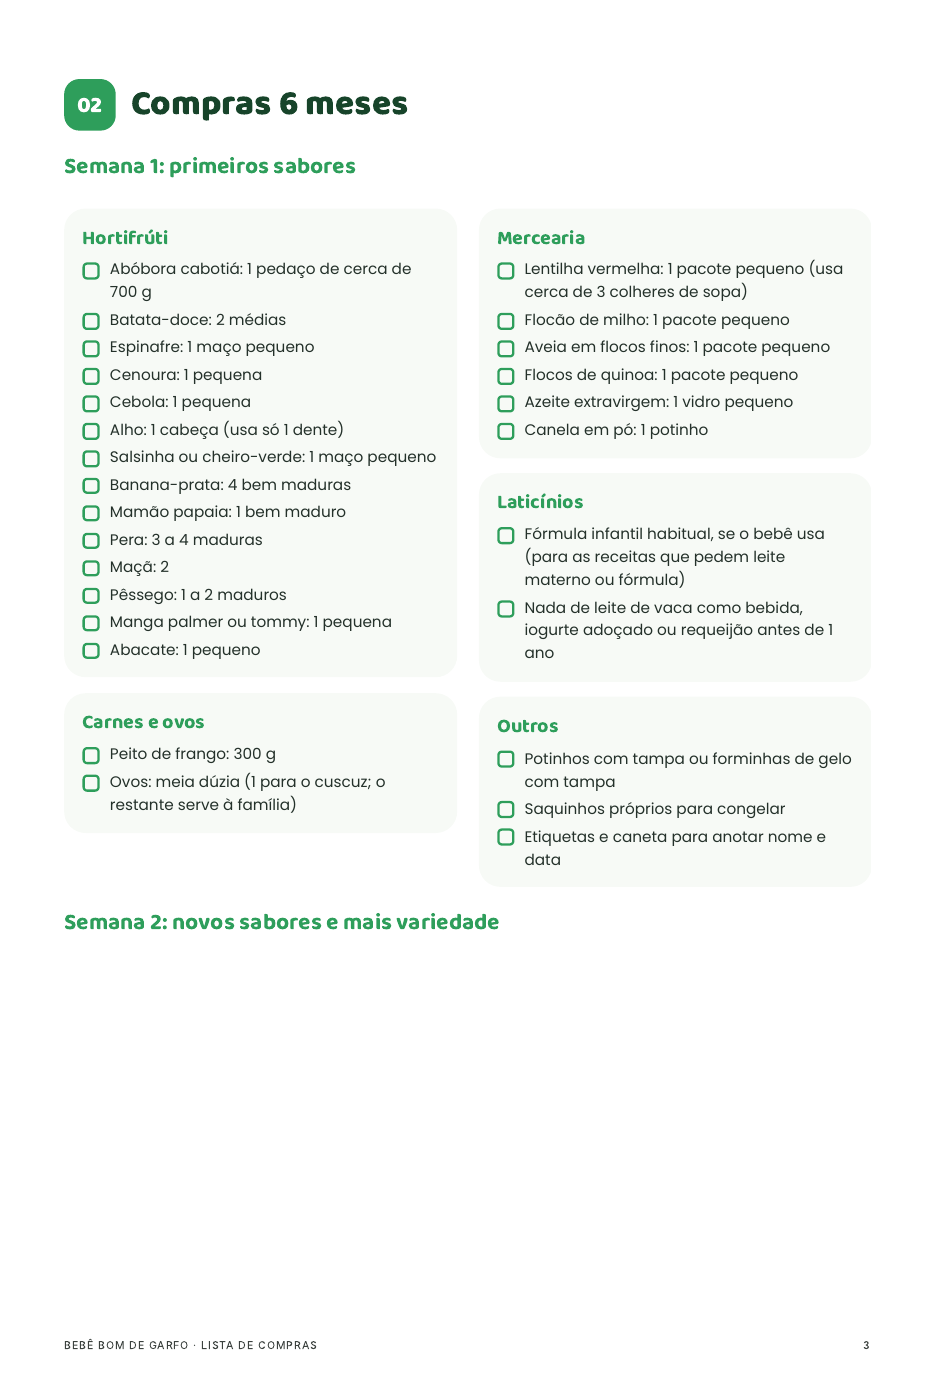 02
Compras 6 meses
Semana 1: primeiros sabores
Hortifrúti
Abóbora cabotiá: 1 pedaço de cerca de
700 g
Batata-doce: 2 médias
Espinafre: 1 maço pequeno
Cenoura: 1 pequena
Cebola: 1 pequena
Alho: 1 cabeça (usa só 1 dente)
Salsinha ou cheiro-verde: 1 maço pequeno
Banana-prata: 4 bem maduras
Mamão papaia: 1 bem maduro
Pera: 3 a 4 maduras
Maçã: 2
Pêssego: 1 a 2 maduros
Manga palmer ou tommy: 1 pequena
Abacate: 1 pequeno
Carnes e ovos
Peito de frango: 300 g
Ovos: meia dúzia (1 para o cuscuz; o
restante serve à família)
Mercearia
Lentilha vermelha: 1 pacote pequeno (usa
cerca de 3 colheres de sopa)
Flocão de milho: 1 pacote pequeno
Aveia em flocos finos: 1 pacote pequeno
Flocos de quinoa: 1 pacote pequeno
Azeite extravirgem: 1 vidro pequeno
Canela em pó: 1 potinho
Laticínios
Fórmula infantil habitual, se o bebê usa
(para as receitas que pedem leite
materno ou fórmula)
Nada de leite de vaca como bebida,
iogurte adoçado ou requeijão antes de 1
ano
Outros
Potinhos com tampa ou forminhas de gelo
com tampa
Saquinhos próprios para congelar
Etiquetas e caneta para anotar nome e
data
Semana 2: novos sabores e mais variedade
BEBÊ BOM DE GARFO · LISTA DE COMPRAS
3